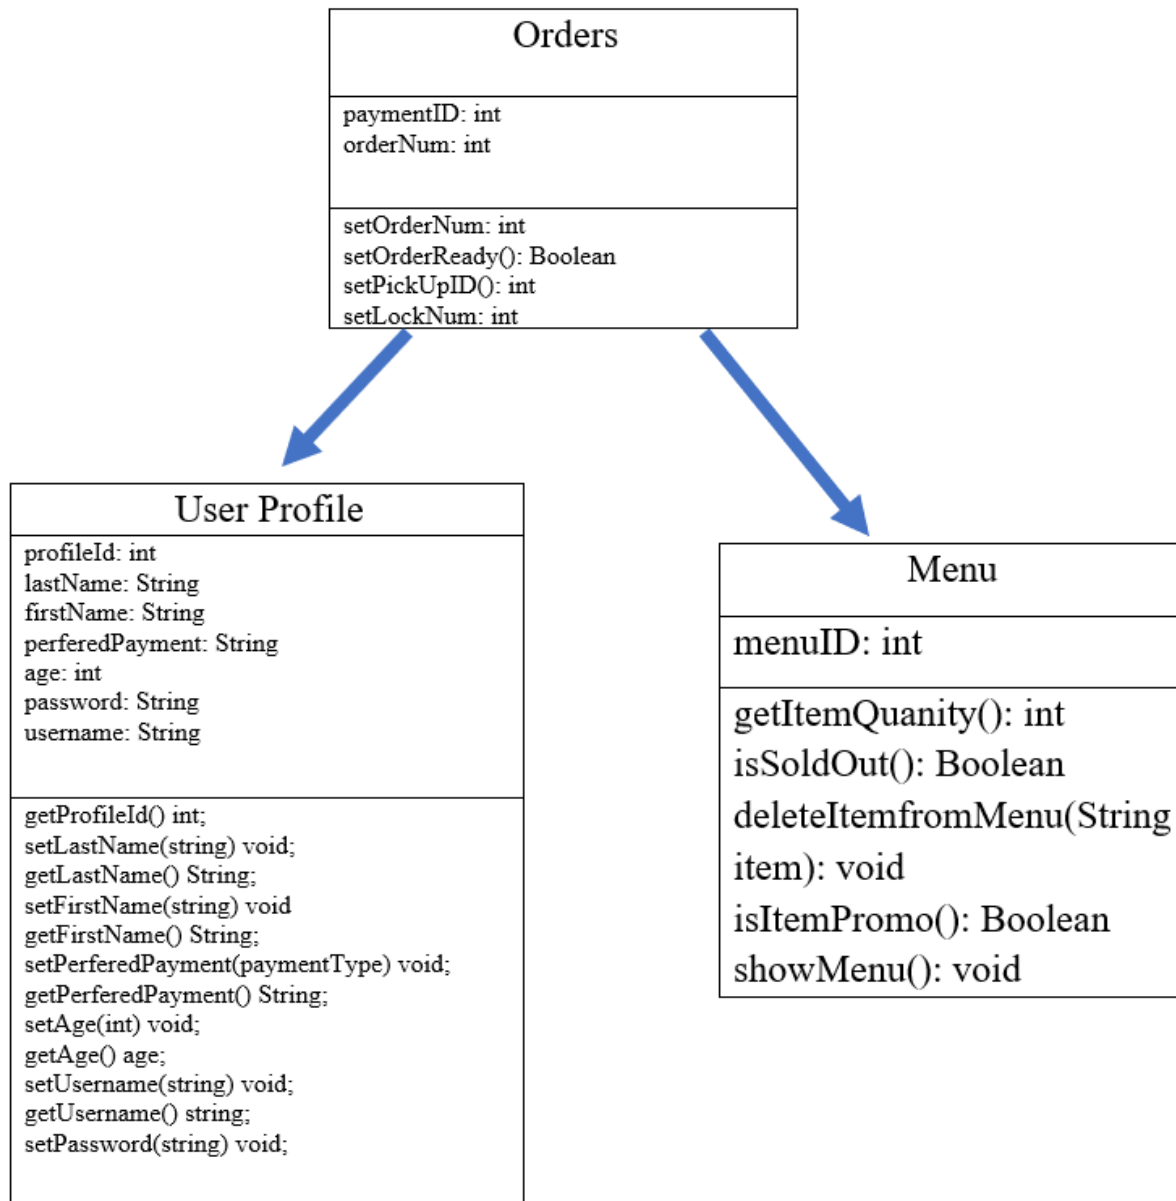 Orders
paymentID: int
orderNum: int
setOrderNum: int
setOrderReady(): Boolean
setPickUpID(): int
setLockNum: int
User Profile
profileId: int
lastName: String
firstName: String
perferedPayment: String
age: int
password: String
username: String
getProfileId() int;
setLastName(string) void;
getLastName() String;
setFirstName(string) void
getFirstName() String;
setPerferedPayment(paymentType) void;
getPerferedPayment() String;
setAge(int) void;
getAge() age;
setUsername(string) void;
getUsername() string;
setPassword(string) void;
Menu
menuID: int
getItemQuanity(): int
isSoldOut(): Boolean
deleteItemfromMenu(String
item): void
isItemPromo(): Boolean
showMenu(): void